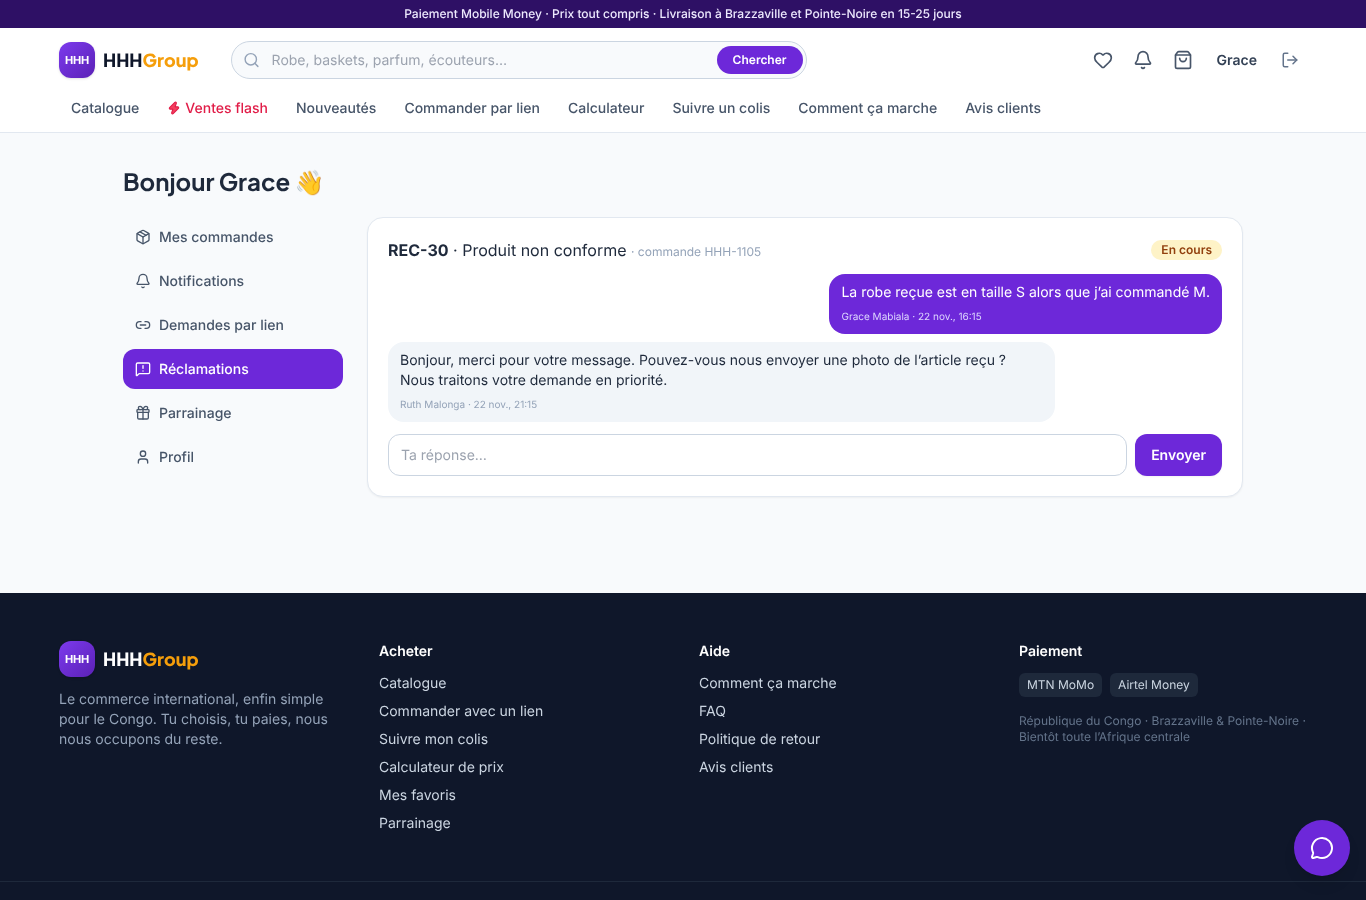 Paiement Mobile Money · Prix tout compris · Livraison à Brazzaville et Pointe-Noire en 15-25 jours
HHH HHHGroup
Robe, baskets, parfum, écouteurs...
Chercher
Grace
Catalogue
Ventes flash
Nouveautés
Commander par lien
Calculateur
Suivre un colis
Comment ça marche
Avis clients
Bonjour Grace 👋
Mes commandes
Notifications
Demandes par lien
Réclamations
Parrainage
Profil
REC-30 · Produit non conforme · commande HHH-1105
En cours
La robe reçue est en taille S alors que j’ai commandé M.
Grace Mabiala · 22 nov., 16:15
Bonjour, merci pour votre message. Pouvez-vous nous envoyer une photo de l’article reçu ?
Nous traitons votre demande en priorité.
Ruth Malonga · 22 nov., 21:15
Ta réponse...
Envoyer
HHH HHHGroup
Le commerce international, enfin simple
pour le Congo. Tu choisis, tu paies, nous
nous occupons du reste.
Acheter
Catalogue
Commander avec un lien
Suivre mon colis
Calculateur de prix
Mes favoris
Parrainage
Aide
Comment ça marche
FAQ
Politique de retour
Avis clients
Paiement
MTN MoMo
Airtel Money
République du Congo · Brazzaville & Pointe-Noire ·
Bientôt toute l’Afrique centrale